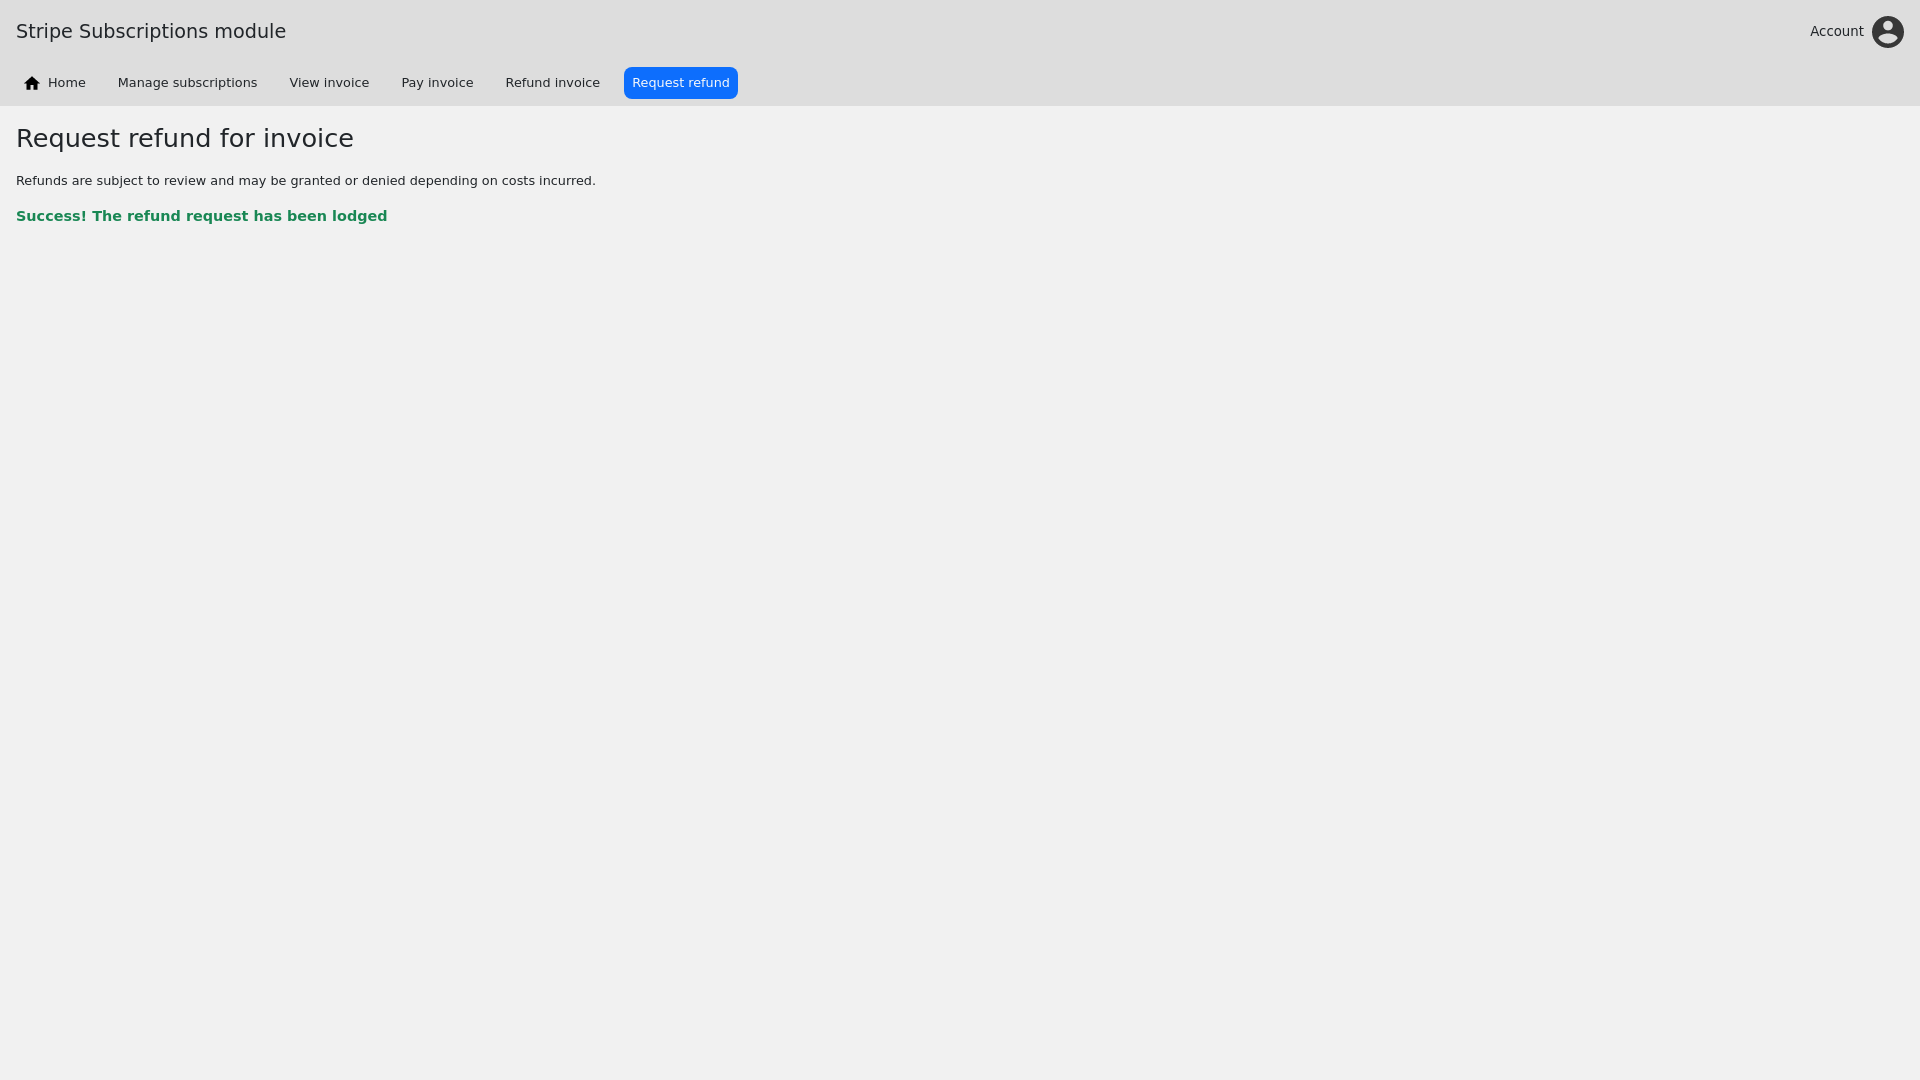 Stripe Subscriptions module
Account
Home
Manage subscriptions
View invoice
Pay invoice
Refund invoice
Request refund
Request refund for invoice
Refunds are subject to review and may be granted or denied depending on costs incurred.
Success! The refund request has been lodged